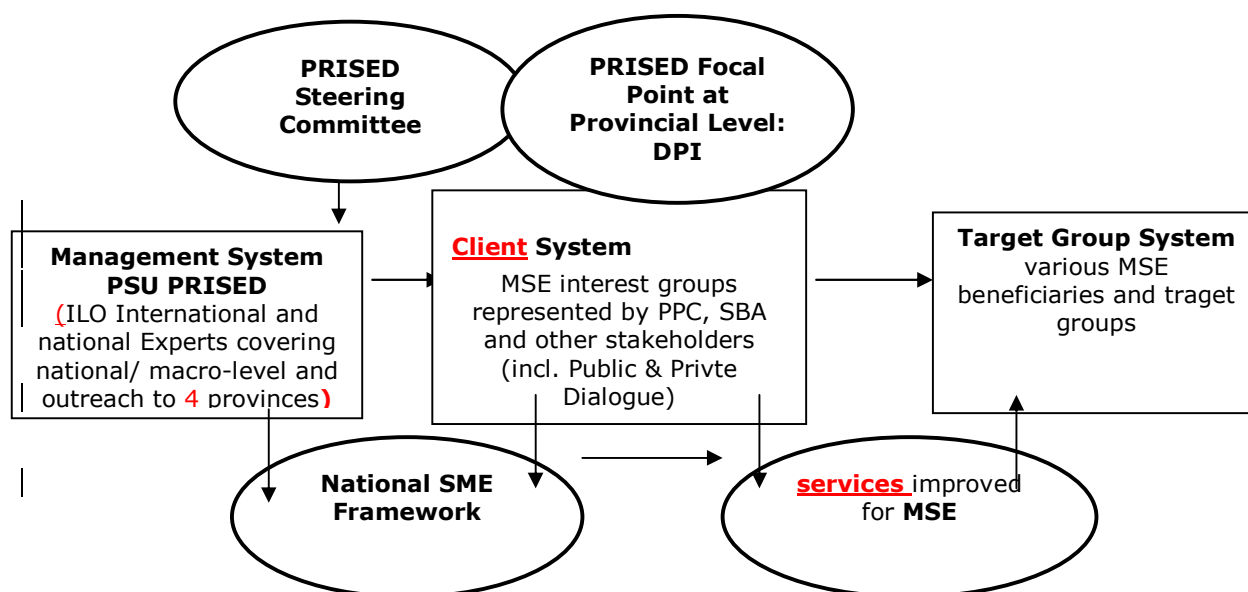 PRISED
Steering
Committee
PRISED Focal
Point at
Provincial Level:
DPI
Management System
PSU PRISED
(ILO International and
national Experts covering
national/ macro-level and
outreach to 4 provinces)
Client System
MSE interest groups
represented by PPC, SBA
and other stakeholders
(incl. Public & Privte
Dialogue)
Target Group System
various MSE
beneficiaries and traget
groups
National SME
Framework
services improved
for MSE